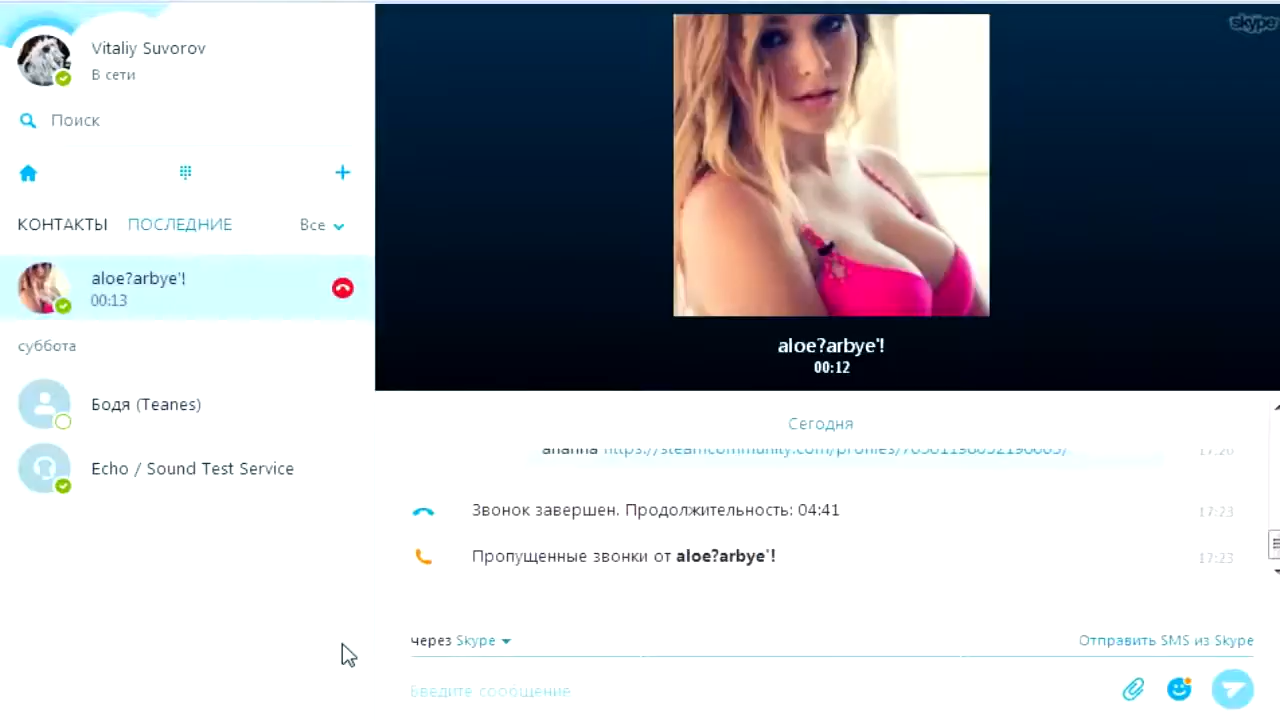 Vitaliy Suvorov
В сети
Поиск
КОНТАКТЫ ПОСЛЕДНИЕ Все
aloe?arbye'!
00:13
суббота
Бодя (Teanes)
Echo / Sound Test Service
skype
aloe?arbye'!
00:12
Сегодня
17:20
Звонок завершен. Продолжительность: 04:41 17:23
Пропущенные звонки от aloe?arbye'! 17:23
через Skype Отправить SMS из Skype
Введите сообщение